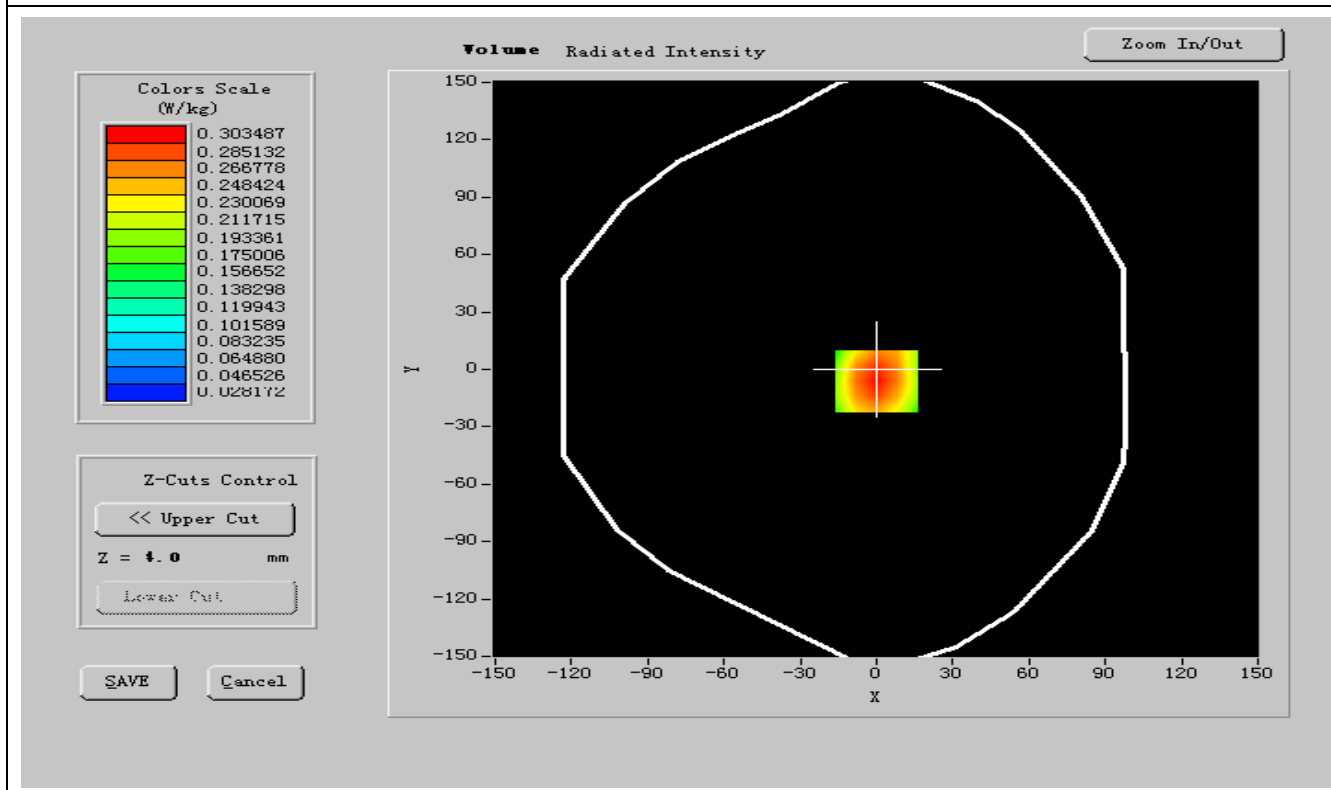 Volume Radiated Intensity
Zoom In/Out
Colors Scale
(W/kg)
0.303487
0.285132
0.266778
0.248424
0.230069
0.211715
0.193361
0.175006
0.156652
0.138298
0.119943
0.101589
0.083235
0.064880
0.046526
0.028172
Z-Cuts Control
<< Upper Cut
Z = 4.0 mm
Lower Cut
SAVE Cancel
150
120
90
60
30
Y 0
-30
-60
-90
-120
-150
-150 -120 -90 -60 -30 0 30 60 90 120 150
X